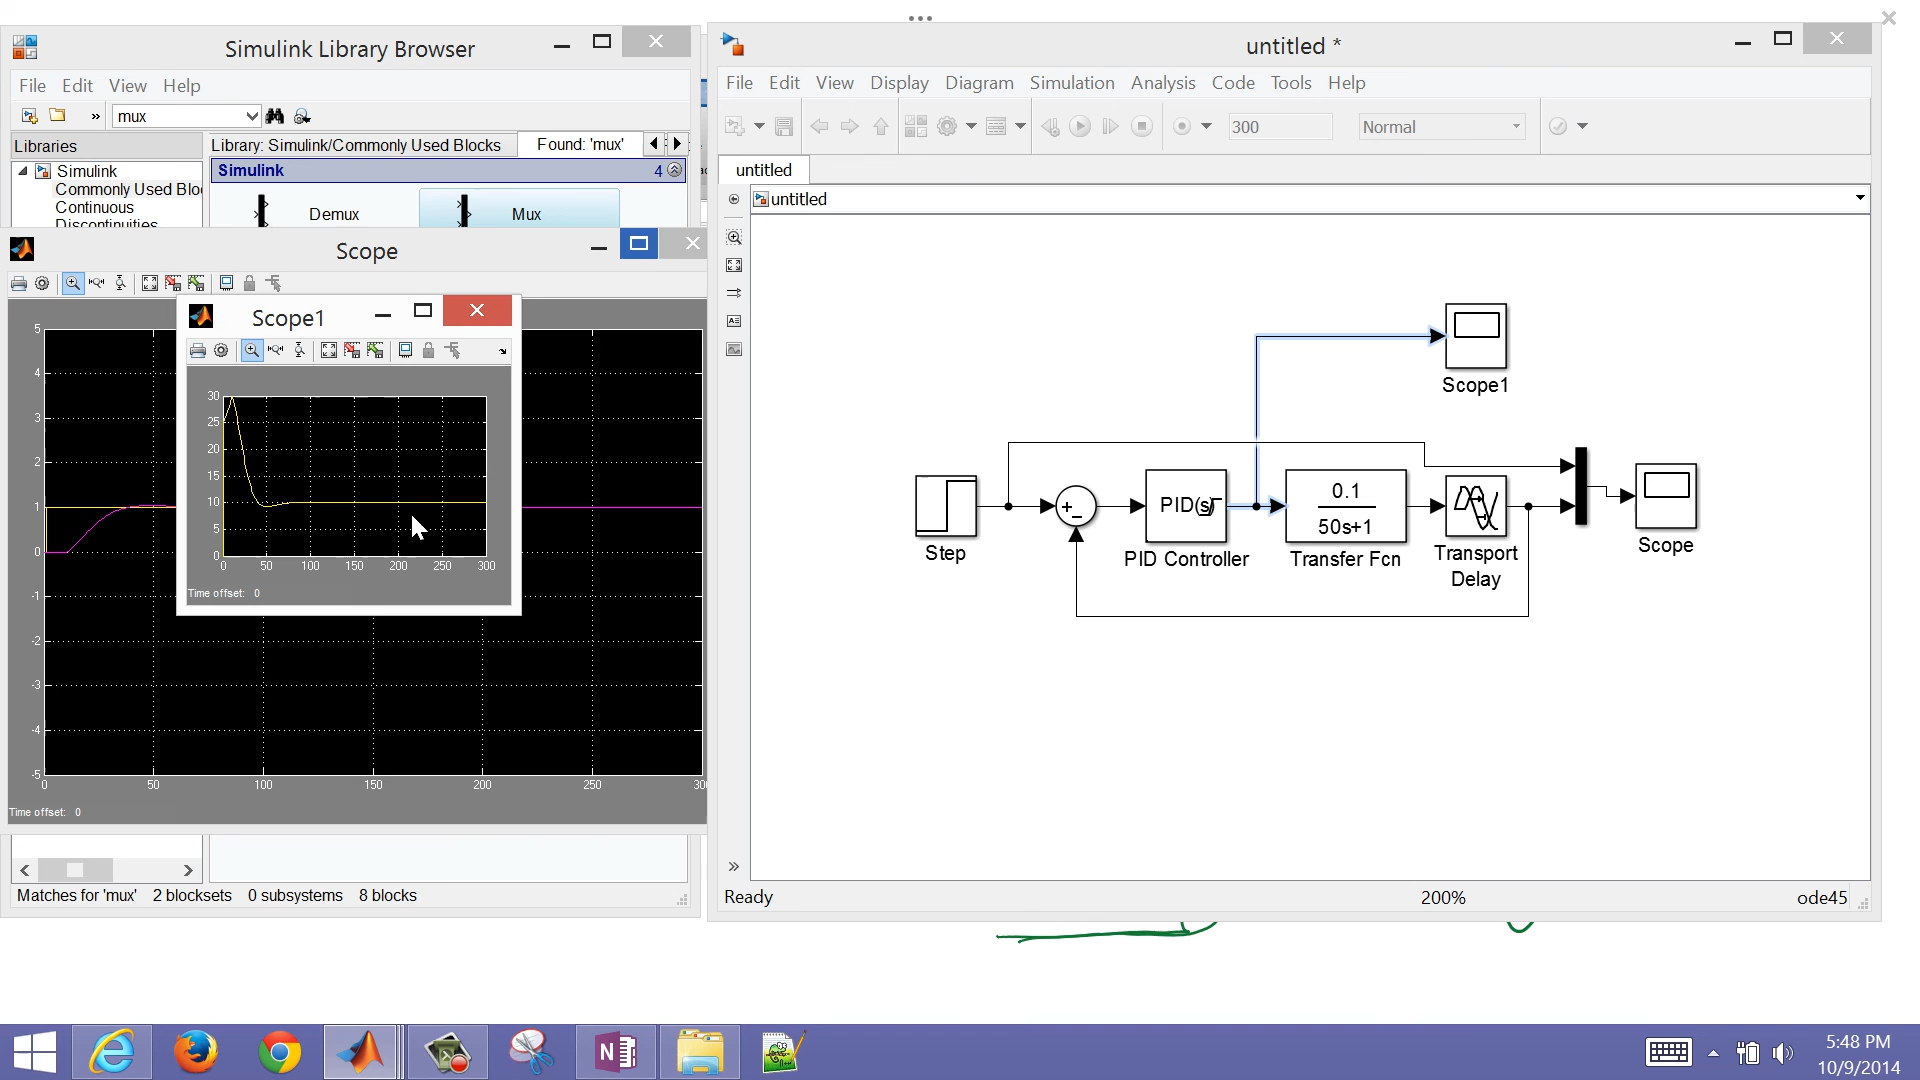 Simulink Library Browser
File Edit View Help
» mux
Libraries
Library: Simulink/Commonly Used Blocks
Found: 'mux'
Simulink
Commonly Used Blo
Continuous
Discontinuities
Simulink 4
Demux
Mux
Scope
5
4
3
2
1
0
-1
-2
-3
-4
-5
0 50 100 150 200 250 300
Time offset: 0
Scope1
30
25
20
15
10
5
0
0 50 100 150 200 250 300
Time offset: 0
Matches for 'mux' 2 blocksets 0 subsystems 8 blocks
untitled *
File Edit View Display Diagram Simulation Analysis Code Tools Help
300
Normal
untitled
untitled
Scope1
Step
+
−
PID(s)
PID Controller
0.1
50s+1
Transfer Fcn
Transport
Delay
Scope
»
Ready
200%
ode45
5:48 PM
10/9/2014